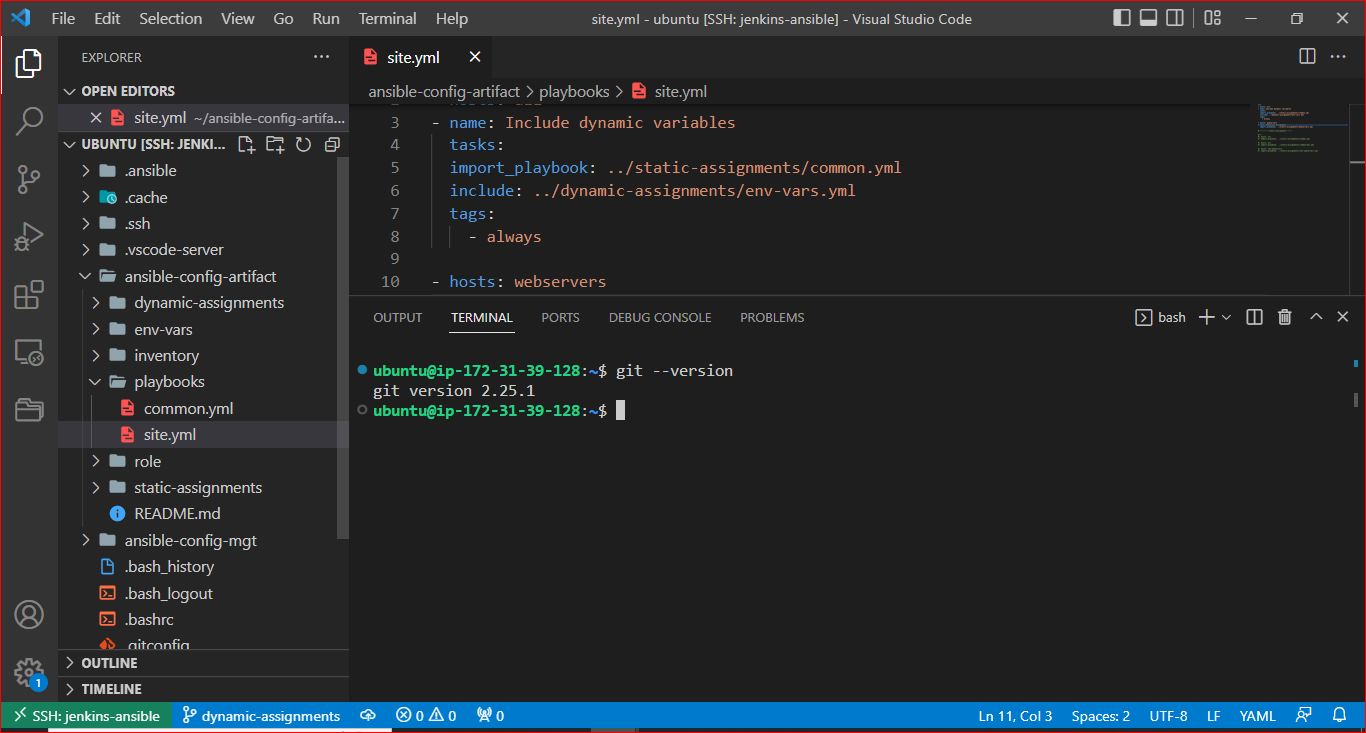 File Edit Selection View Go Run Terminal Help
site.yml - ubuntu [SSH: jenkins-ansible] - Visual Studio Code
EXPLORER
OPEN EDITORS
site.yml ~/ansible-config-artifa...
UBUNTU [SSH: JENKI...
.ansible
.cache
.ssh
.vscode-server
ansible-config-artifact
dynamic-assignments
env-vars
inventory
playbooks
common.yml
site.yml
role
static-assignments
README.md
ansible-config-mgt
.bash_history
.bash_logout
.bashrc
.gitconfig
OUTLINE
TIMELINE
1
site.yml
ansible-config-artifact > playbooks > site.yml
3 - name: Include dynamic variables
4 tasks:
5 import_playbook: ../static-assignments/common.yml
6 include: ../dynamic-assignments/env-vars.yml
7 tags:
8 - always
9
10 - hosts: webservers
OUTPUT TERMINAL PORTS DEBUG CONSOLE PROBLEMS
bash
ubuntu@ip-172-31-39-128:~$ git --version
git version 2.25.1
ubuntu@ip-172-31-39-128:~$
SSH: jenkins-ansible dynamic-assignments 0 0 0 Ln 11, Col 3 Spaces: 2 UTF-8 LF YAML